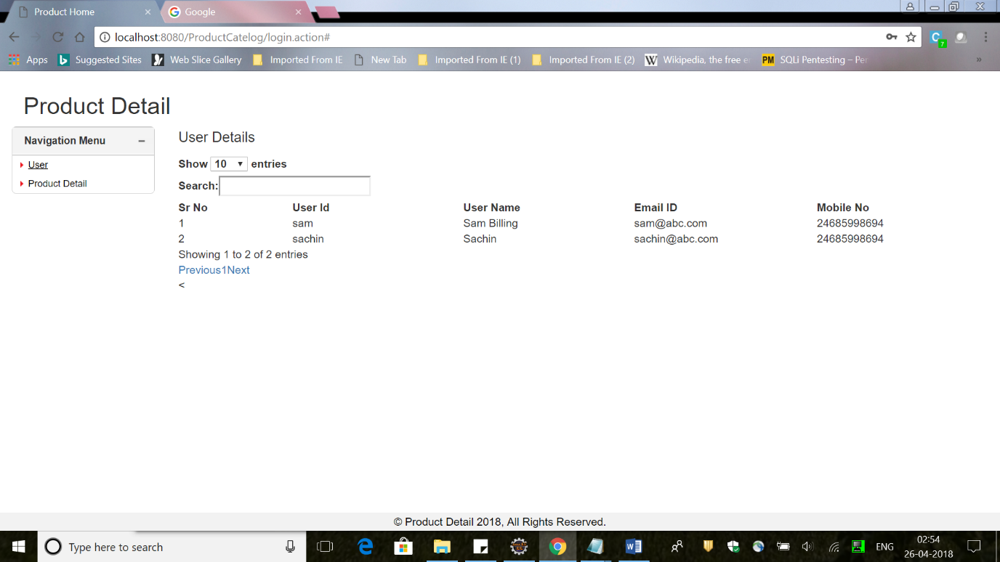 Product Home
Google
localhost:8080/ProductCatelog/login.action#
Apps Suggested Sites Web Slice Gallery Imported From IE New Tab Imported From IE (1) Imported From IE (2) W Wikipedia, the free PM SQLi Pentesting – »
C 7
Product Detail
Navigation Menu –
User
Product Detail
User Details
Show 10 entries
Search:
Sr No User Id User Name Email ID Mobile No
1 sam Sam Billing sam@abc.com 24685998694
2 sachin Sachin sachin@abc.com 24685998694
Showing 1 to 2 of 2 entries
Previous1Next
<
© Product Detail 2018, All Rights Reserved.
Type here to search
ENG
02:54
26-04-2018